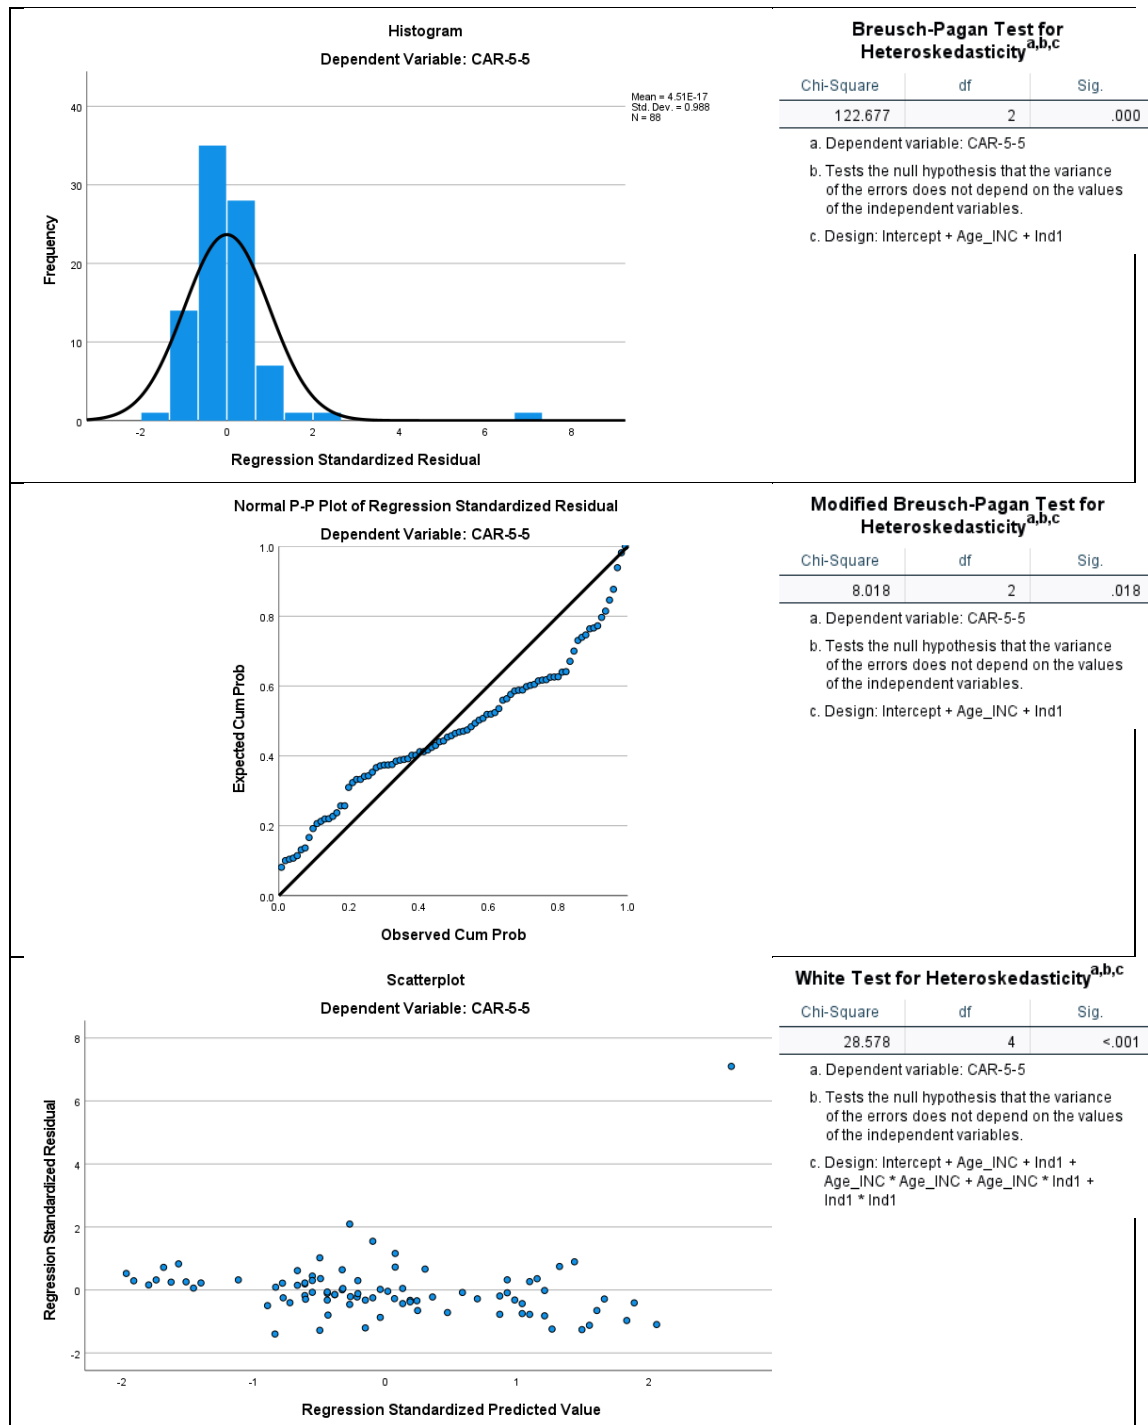 Histogram
Dependent Variable: CAR-5-5
Mean = 4.51E-17
Std. Dev. = 0.988
N = 88
40
30
20
10
0
Frequency
-2 0 2 4 6 8
Regression Standardized Residual
Breusch-Pagan Test for
Heteroskedasticity a,b,c
Chi-Square df Sig.
122.677 2 .000
a. Dependent variable: CAR-5-5
b. Tests the null hypothesis that the variance
of the errors does not depend on the values
of the independent variables.
c. Design: Intercept + Age_INC + Ind1
Normal P-P Plot of Regression Standardized Residual
Dependent Variable: CAR-5-5
1.0
0.8
0.6
0.4
0.2
0.0
Expected Cum Prob
0.0 0.2 0.4 0.6 0.8 1.0
Observed Cum Prob
Modified Breusch-Pagan Test for
Heteroskedasticity a,b,c
Chi-Square df Sig.
8.018 2 .018
a. Dependent variable: CAR-5-5
b. Tests the null hypothesis that the variance
of the errors does not depend on the values
of the independent variables.
c. Design: Intercept + Age_INC + Ind1
Scatterplot
Dependent Variable: CAR-5-5
8
6
4
2
0
-2
Regression Standardized Residual
-2 -1 0 1 2
Regression Standardized Predicted Value
White Test for Heteroskedasticity a,b,c
Chi-Square df Sig.
28.578 4 <.001
a. Dependent variable: CAR-5-5
b. Tests the null hypothesis that the variance
of the errors does not depend on the values
of the independent variables.
c. Design: Intercept + Age_INC + Ind1 +
Age_INC * Age_INC + Age_INC * Ind1 +
Ind1 * Ind1